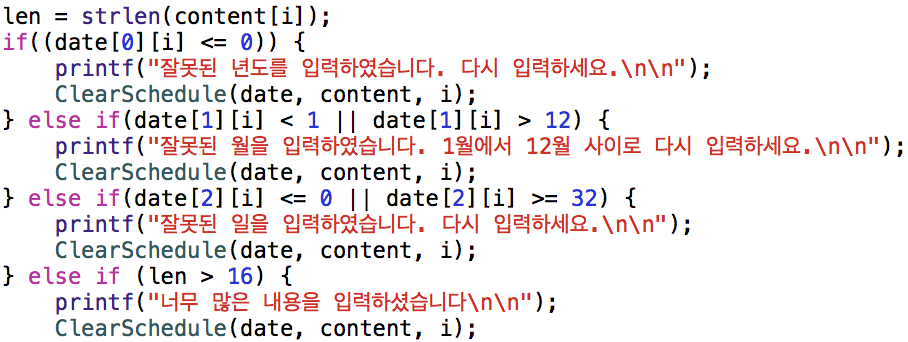 len = strlen(content[i]);
if((date[0][i] <= 0)) {
    printf("잘못된 년도를 입력하였습니다. 다시 입력하세요.\n\n");
    ClearSchedule(date, content, i);
} else if(date[1][i] < 1 || date[1][i] > 12) {
    printf("잘못된 월을 입력하였습니다. 1월에서 12월 사이로 다시 입력하세요.\n\n");
    ClearSchedule(date, content, i);
} else if(date[2][i] <= 0 || date[2][i] >= 32) {
    printf("잘못된 일을 입력하였습니다. 다시 입력하세요.\n\n");
    ClearSchedule(date, content, i);
} else if (len > 16) {
    printf("너무 많은 내용을 입력하셨습니다\n\n");
    ClearSchedule(date, content, i);